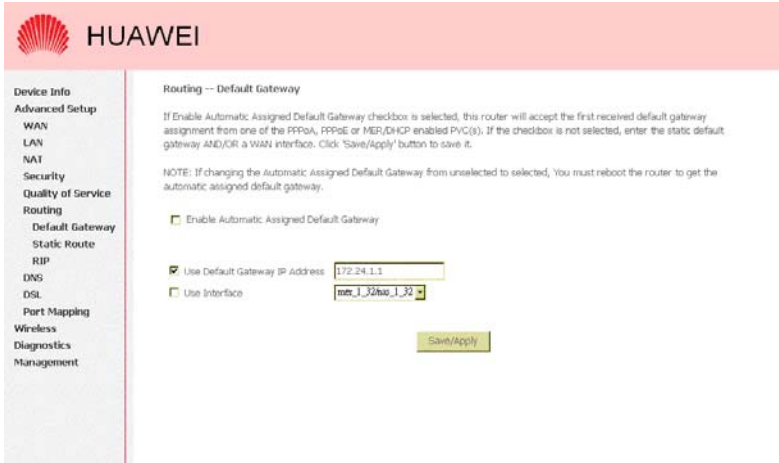 HUAWEI
Device Info
Advanced Setup
WAN
LAN
NAT
Security
Quality of Service
Routing
Default Gateway
Static Route
RIP
DNS
DSL
Port Mapping
Wireless
Diagnostics
Management
Routing -- Default Gateway
If Enable Automatic Assigned Default Gateway checkbox is selected, this router will accept the first received default gateway
assignment from one of the PPPoA, PPPoE or MER/DHCP enabled PVC(s). If the checkbox is not selected, enter the static default
gateway AND/OR a WAN interface. Click 'Save/Apply' button to save it.
NOTE: If changing the Automatic Assigned Default Gateway from unselected to selected, You must reboot the router to get the
automatic assigned default gateway.
Enable Automatic Assigned Default Gateway
Use Default Gateway IP Address 172.24.1.1
Use Interface mer_1_32/nas_1_32
Save/Apply